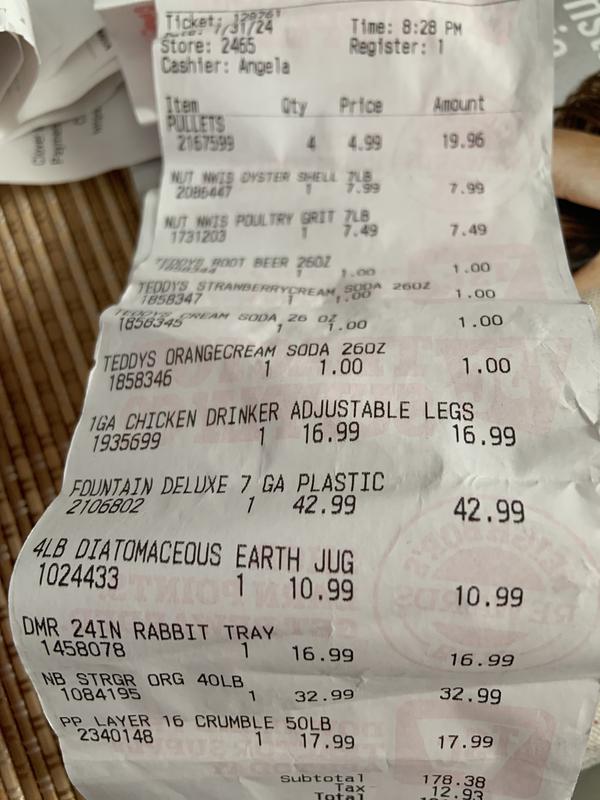 Ticket:
7/31/24 Time: 8:28 PM
Store: 2465 Register: 1
Cashier: Angela
Item Qty Price Amount
PULLETS
2167599 4 4.99 19.96
NUT NWIS OYSTER SHELL 7LB
2086447 1 7.99 7.99
NUT NWIS POULTRY GRIT 7LB
1731203 1 7.49 7.49
TEDDYS ROOT BEER 26OZ
1858344 1 1.00 1.00
TEDDYS STRANBERRYCREAM SODA 26OZ
1858347 1 1.00 1.00
TEDDYS CREAM SODA 26 OZ
1858345 1 1.00 1.00
TEDDYS ORANGECREAM SODA 26OZ
1858346 1 1.00 1.00
1GA CHICKEN DRINKER ADJUSTABLE LEGS
1935699 1 16.99 16.99
FOUNTAIN DELUXE 7 GA PLASTIC
2106802 1 42.99 42.99
4LB DIATOMACEOUS EARTH JUG
1024433 1 10.99 10.99
DMR 24IN RABBIT TRAY
1458078 1 16.99 16.99
NB STRGR ORG 40LB
1084195 1 32.99 32.99
PP LAYER 16 CRUMBLE 50LB
2340148 1 17.99 17.99
Subtotal 178.38
Tax 12.93
Total